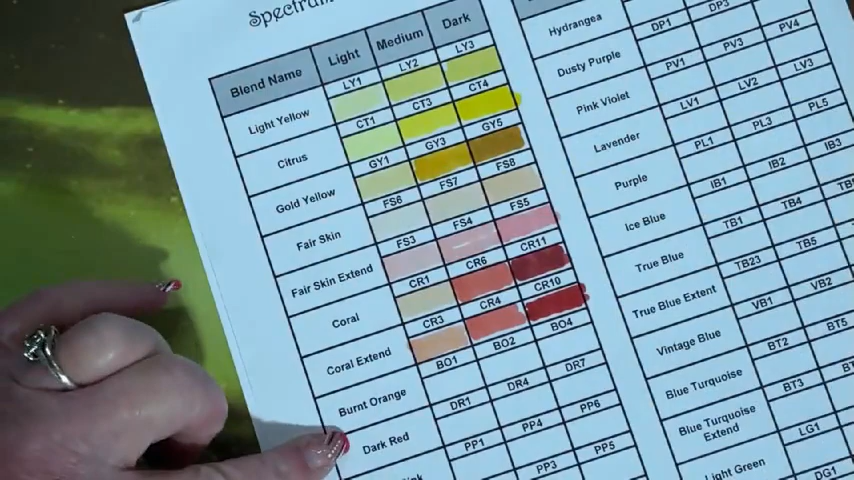 Spectrum
Blend Name Light Medium Dark
LY1 LY2 LY3
Light Yellow
CT1 CT3 CT4
Citrus
GY1 GY3 GY5
Gold Yellow
FS6 FS7 FS8
Fair Skin
FS3 FS4 FS5
Fair Skin Extend
CR1 CR6 CR11
Coral
CR3 CR4 CR10
Coral Extend
BO1 BO2 BO4
Burnt Orange
DR1 DR4 DR7
Dark Red
PP1 PP4 PP6
PP3 PP5
Hydrangea
DP1 DP3
Dusty Purple
PV1 PV3 PV4
Pink Violet
LV1 LV2 LV3
Lavender
PL1 PL3 PL5
Purple
IB1 IB2 IB3
Ice Blue
TB1 TB4
True Blue
TB23 TB5
True Blue Extent
VB1 VB2
Vintage Blue
BT1 BT2 BT5
Blue Turquoise
BT3
Blue Turquoise
Extend
LG1
Light Green
DG1